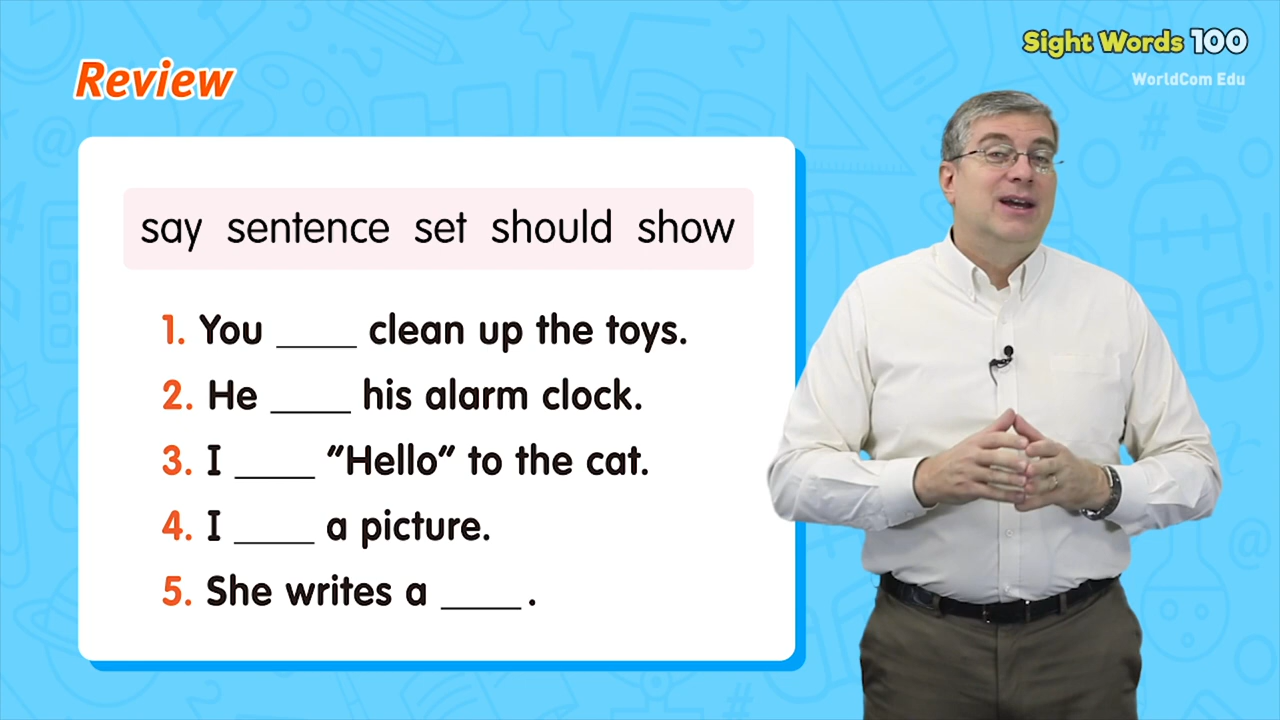 Sight Words 100
WorldCom Edu
Review
say sentence set should show
1. You ____ clean up the toys.
2. He ____ his alarm clock.
3. I ____ "Hello" to the cat.
4. I ____ a picture.
5. She writes a ____.